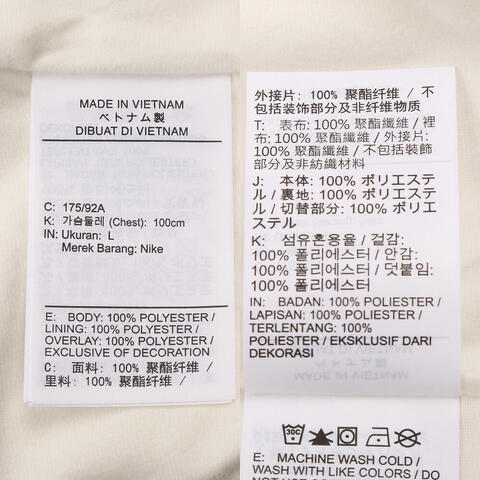 MADE IN VIETNAM
ベトナム製
DIBUAT DI VIETNAM
C: 175/92A
K: 가슴둘레 (Chest): 100cm
IN: Ukuran: L
Merek Barang: Nike
E: BODY: 100% POLYESTER /
LINING: 100% POLYESTER /
OVERLAY: 100% POLYESTER /
EXCLUSIVE OF DECORATION
C: 面料: 100% 聚酯纤维 /
里料: 100% 聚酯纤维 /
外接片: 100% 聚酯纤维 / 不
包括装饰部分及非纤维物质
T: 表布: 100% 聚酯纖維 / 裡
布: 100% 聚酯纖維 / 外接片:
100% 聚酯纖維 / 不包括裝飾
部分及非紡織材料
J: 本体: 100% ポリエステ
ル / 裏地: 100% ポリエステ
ル / 切替部分: 100% ポリエ
ステル
K: 섬유혼용율 / 겉감:
100% 폴리에스터 / 안감:
100% 폴리에스터 / 덧붙임:
100% 폴리에스터
IN: BADAN: 100% POLIESTER /
LAPISAN: 100% POLIESTER /
TERLENTANG: 100%
POLIESTER / EKSKLUSIF DARI
DEKORASI
30C
E: MACHINE WASH COLD /
WASH WITH LIKE COLORS / DO